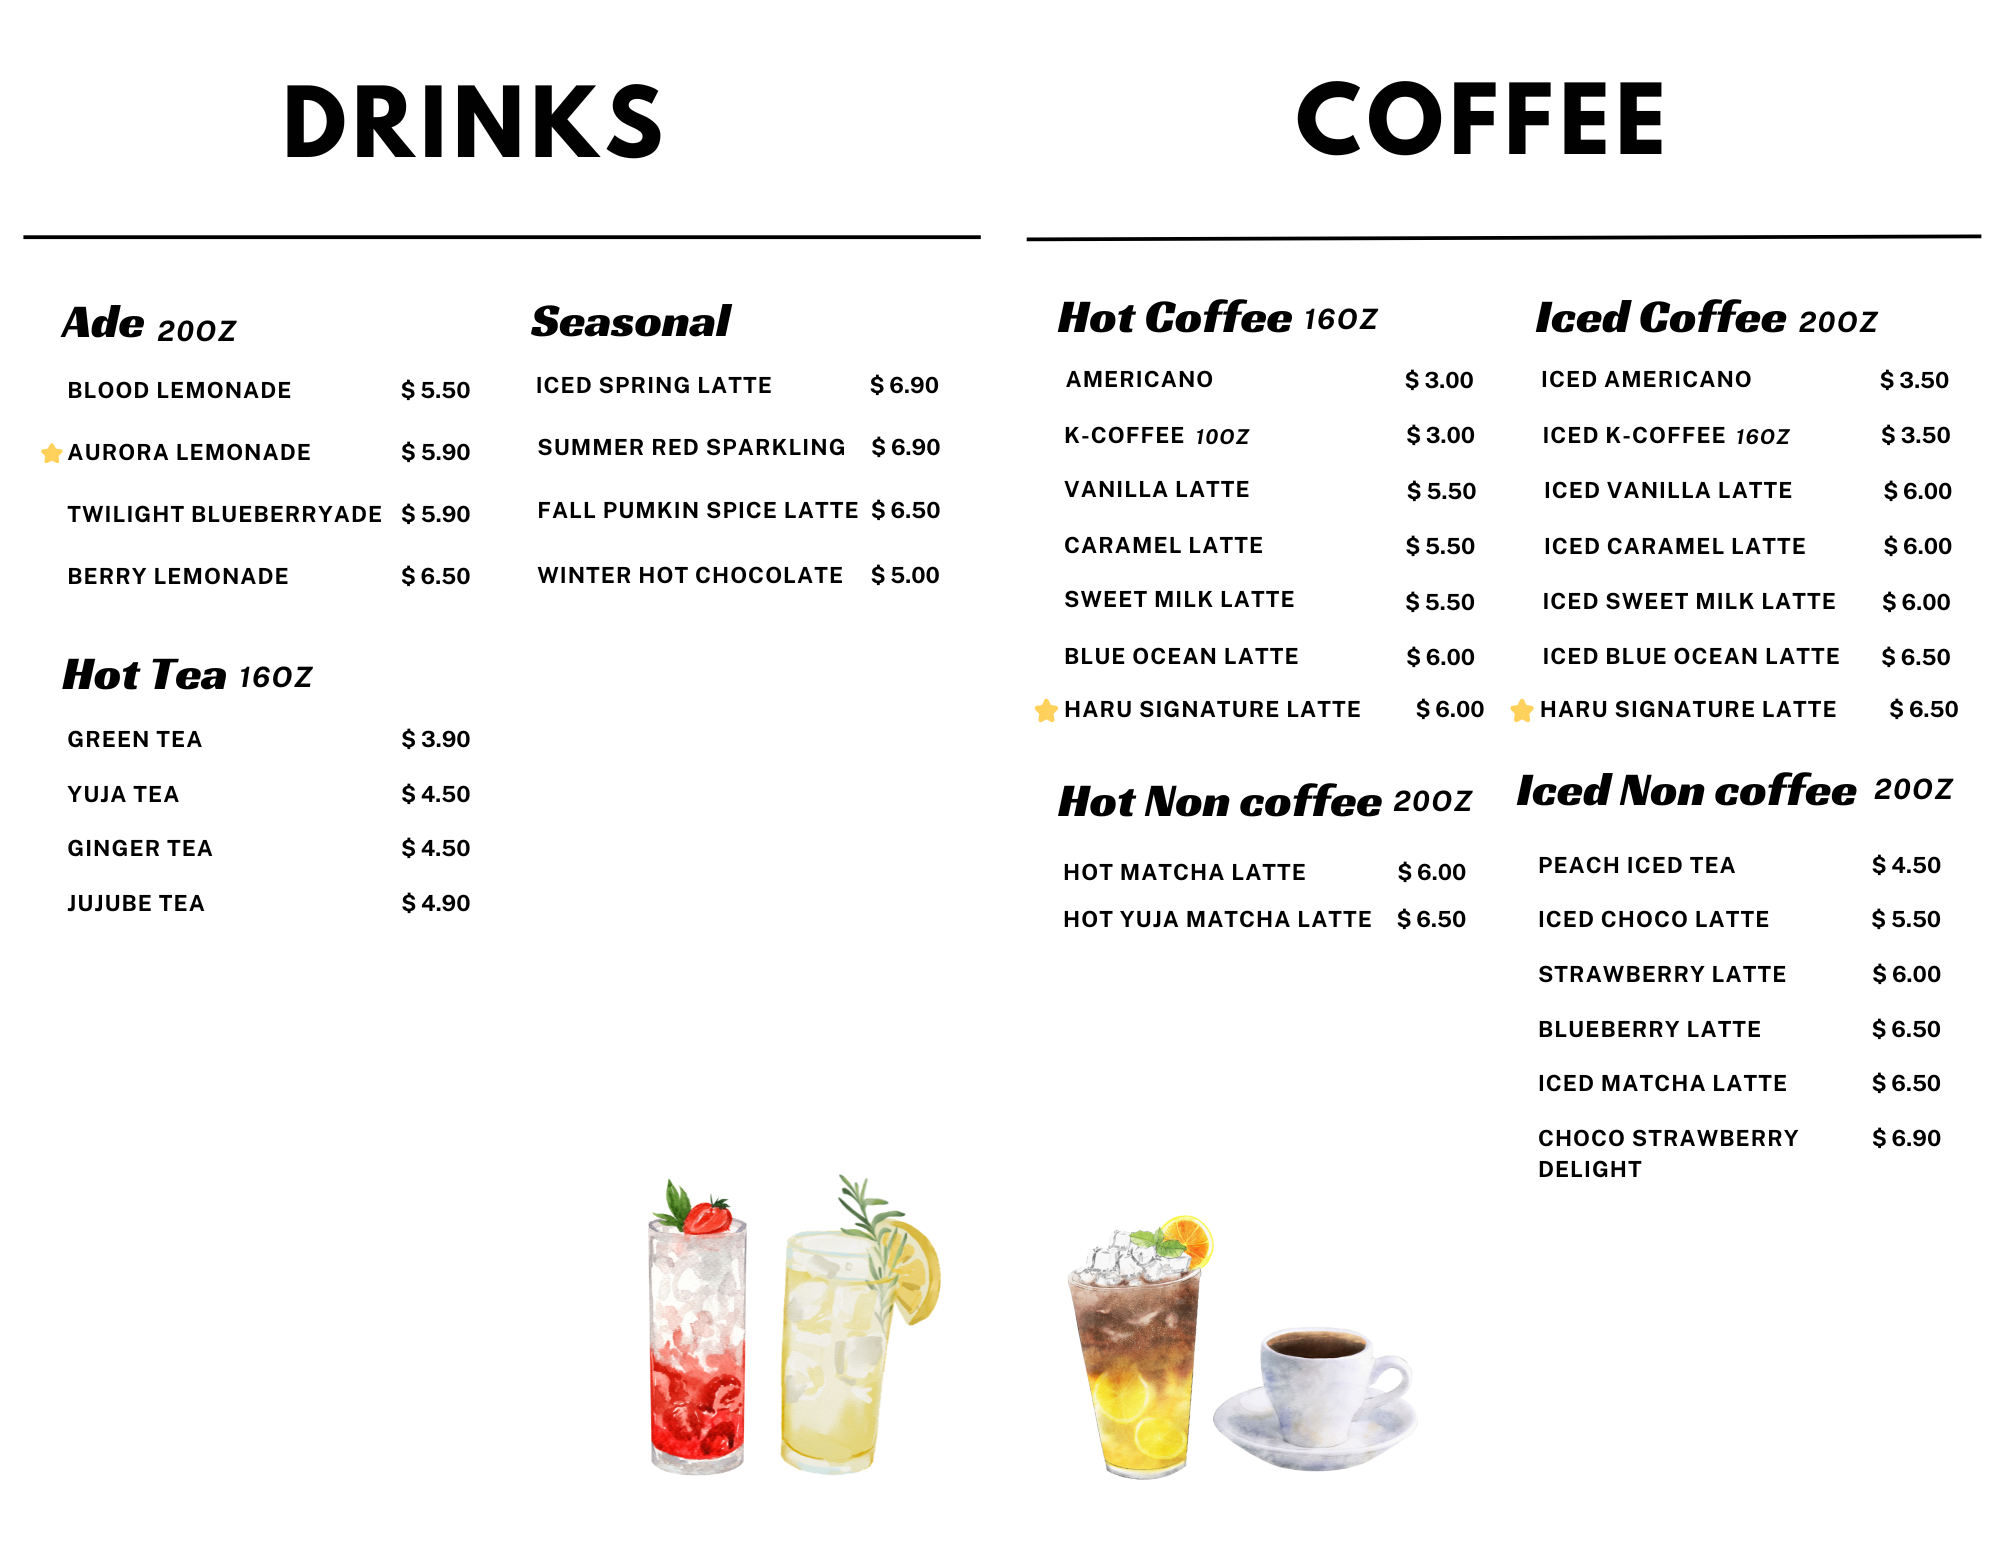 DRINKS
Ade 20OZ
BLOOD LEMONADE $ 5.50
AURORA LEMONADE $ 5.90
TWILIGHT BLUEBERRYADE $ 5.90
BERRY LEMONADE $ 6.50
Hot Tea 16OZ
GREEN TEA $ 3.90
YUJA TEA $ 4.50
GINGER TEA $ 4.50
JUJUBE TEA $ 4.90
Seasonal
ICED SPRING LATTE $ 6.90
SUMMER RED SPARKLING $ 6.90
FALL PUMKIN SPICE LATTE $ 6.50
WINTER HOT CHOCOLATE $ 5.00
COFFEE
Hot Coffee 16OZ
AMERICANO $ 3.00
K-COFFEE 10OZ $ 3.00
VANILLA LATTE $ 5.50
CARAMEL LATTE $ 5.50
SWEET MILK LATTE $ 5.50
BLUE OCEAN LATTE $ 6.00
HARU SIGNATURE LATTE $ 6.00
Hot Non coffee 20OZ
HOT MATCHA LATTE $ 6.00
HOT YUJA MATCHA LATTE $ 6.50
Iced Coffee 20OZ
ICED AMERICANO $ 3.50
ICED K-COFFEE 16OZ $ 3.50
ICED VANILLA LATTE $ 6.00
ICED CARAMEL LATTE $ 6.00
ICED SWEET MILK LATTE $ 6.00
ICED BLUE OCEAN LATTE $ 6.50
HARU SIGNATURE LATTE $ 6.50
Iced Non coffee 20OZ
PEACH ICED TEA $ 4.50
ICED CHOCO LATTE $ 5.50
STRAWBERRY LATTE $ 6.00
BLUEBERRY LATTE $ 6.50
ICED MATCHA LATTE $ 6.50
CHOCO STRAWBERRY $ 6.90
DELIGHT